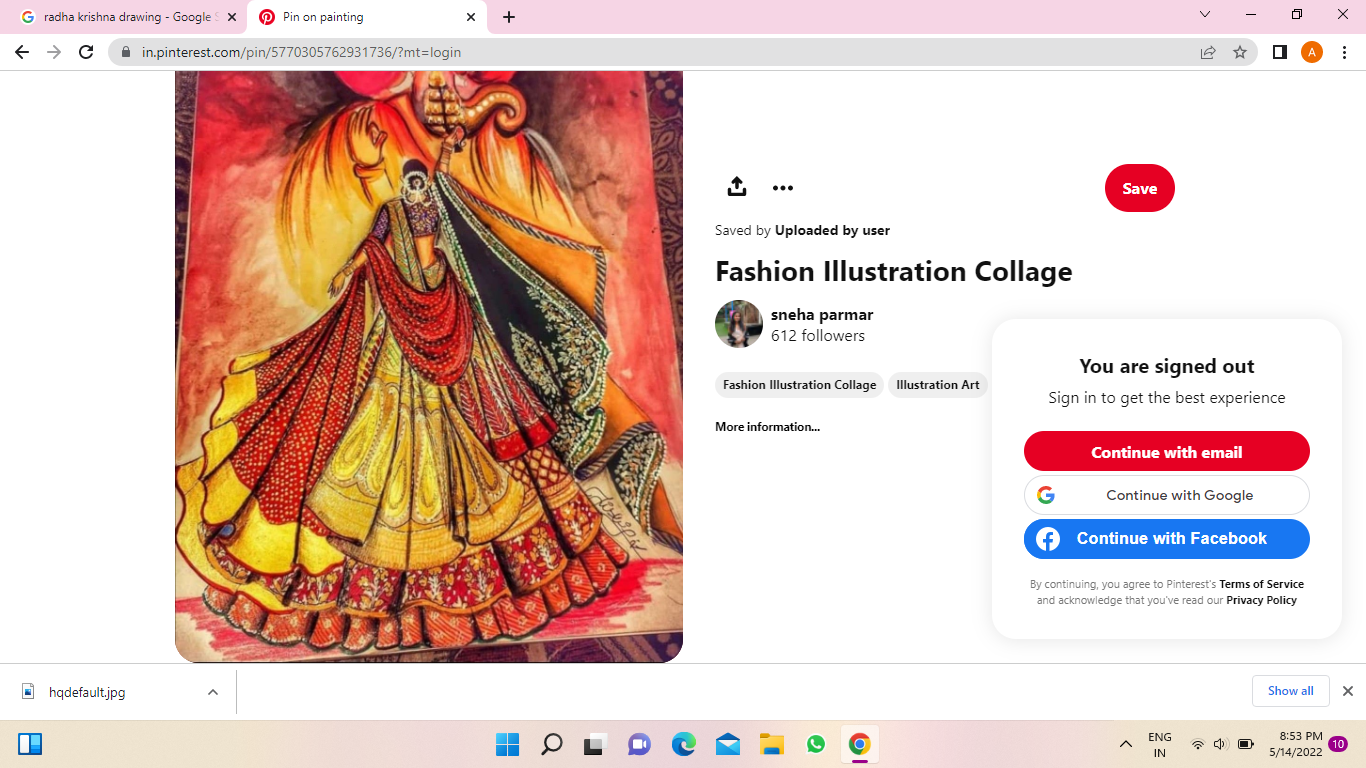 radha krishna drawing - Google S
Pin on painting
in.pinterest.com/pin/5770305762931736/?mt=login
A
Save
Saved by Uploaded by user
Fashion Illustration Collage
sneha parmar
612 followers
Fashion Illustration Collage
Illustration Art
More information...
You are signed out
Sign in to get the best experience
Continue with email
Continue with Google
Continue with Facebook
By continuing, you agree to Pinterest's Terms of Service
and acknowledge that you've read our Privacy Policy
hqdefault.jpg
Show all
ENG
IN
8:53 PM
5/14/2022
10